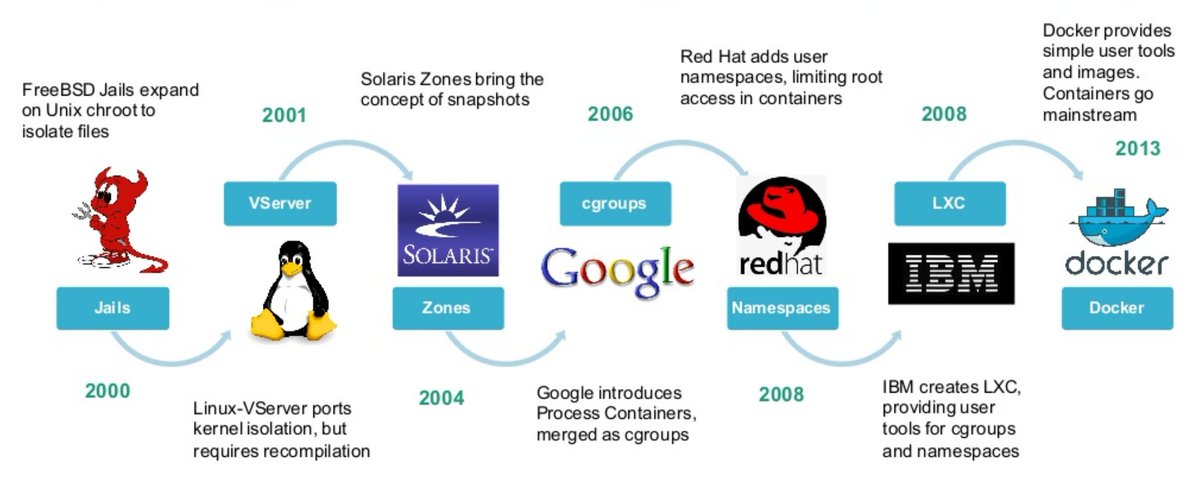 FreeBSD Jails expand
on Unix chroot to
isolate files
Jails
2000
2001
VServer
Linux-VServer ports
kernel isolation, but
requires recompilation
Solaris Zones bring the
concept of snapshots
SOLARIS™
Zones
2004
2006
cgroups
Google
Google introduces
Process Containers,
merged as cgroups
Red Hat adds user
namespaces, limiting root
access in containers
redhat
Namespaces
2008
2008
LXC
IBM
IBM creates LXC,
providing user
tools for cgroups
and namespaces
Docker provides
simple user tools
and images.
Containers go
mainstream
2013
docker
Docker